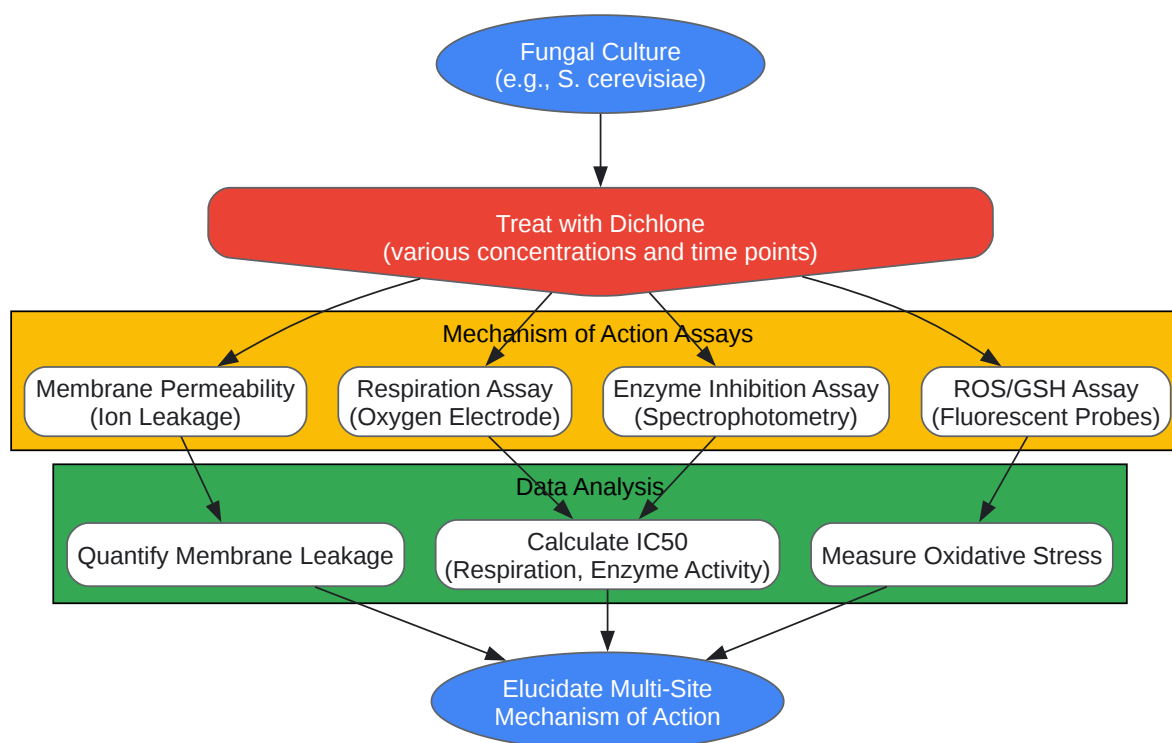 Fungal Culture
(e.g., S. cerevisiae)
Treat with Dichlone
(various concentrations and time points)
Mechanism of Action Assays
Membrane Permeability
(Ion Leakage)
Respiration Assay
(Oxygen Electrode)
Enzyme Inhibition Assay
(Spectrophotometry)
ROS/GSH Assay
(Fluorescent Probes)
Data Analysis
Quantify Membrane Leakage
Calculate IC50
(Respiration, Enzyme Activity)
Measure Oxidative Stress
Elucidate Multi-Site
Mechanism of Action